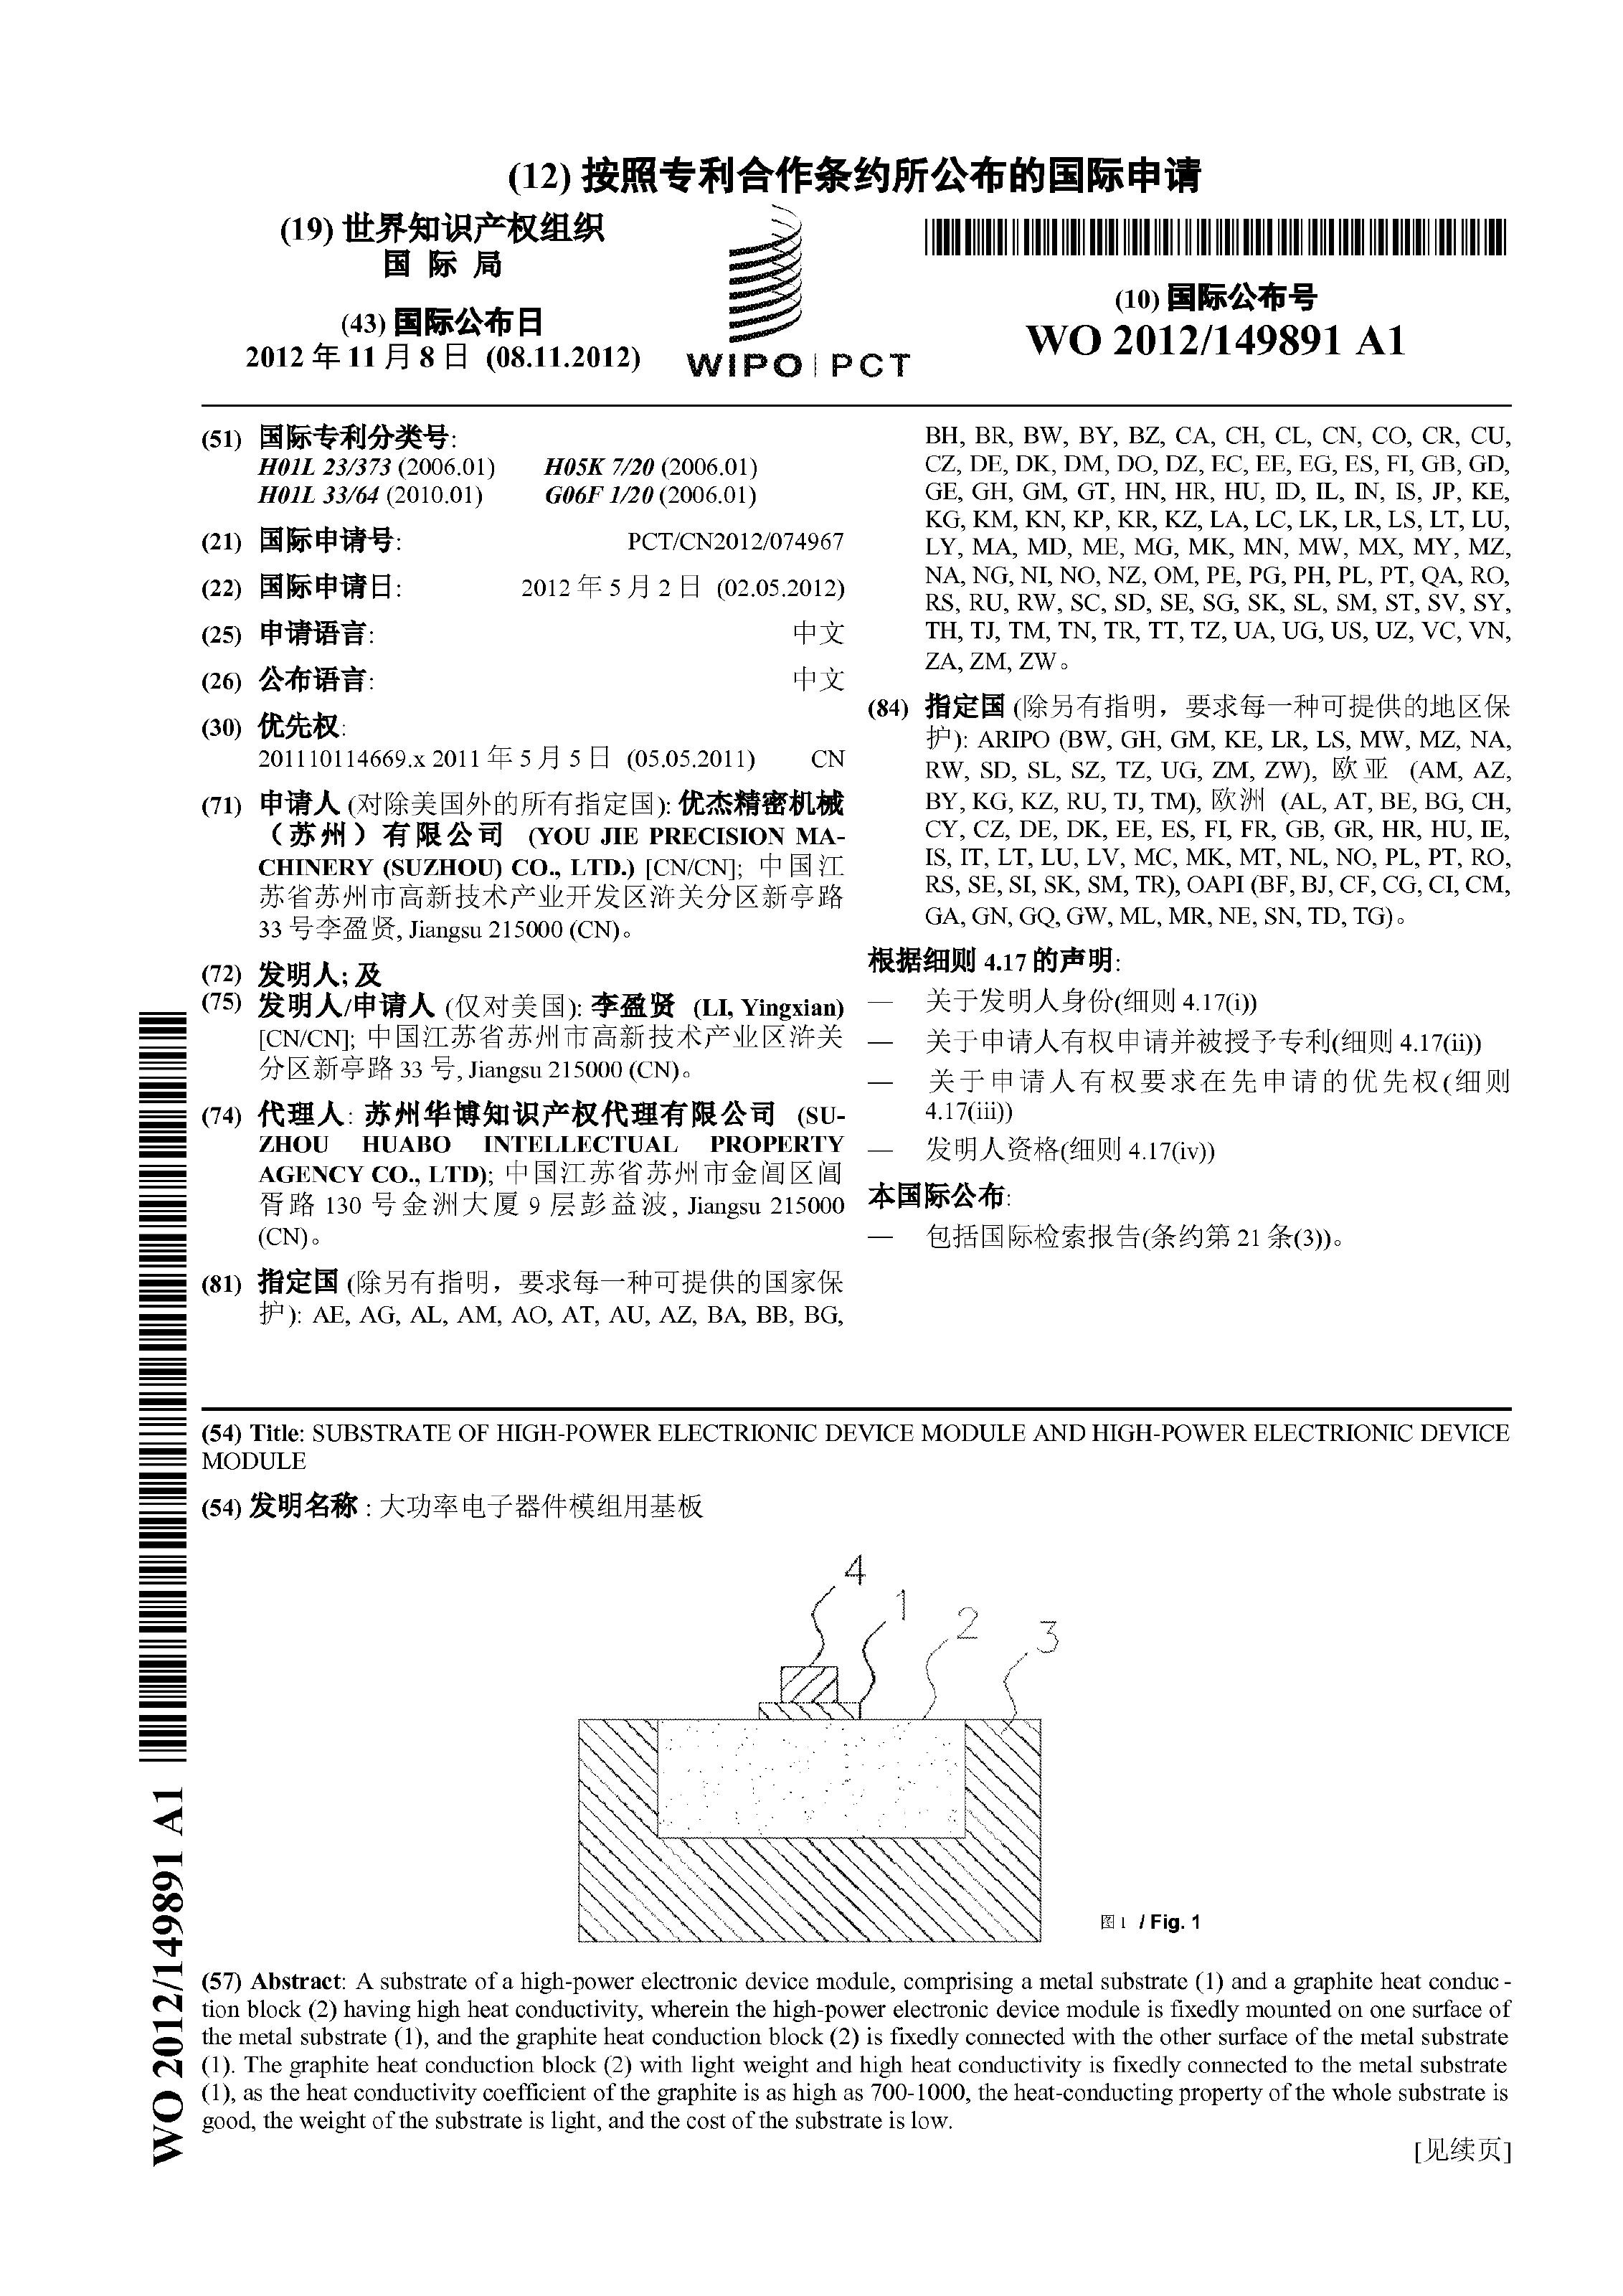 (12) 按照专利合作条约所公布的国际申请
(19) 世界知识产权组织
国 际 局
(43) 国际公布日
2012 年 11 月 8 日 (08.11.2012)
WIPO | PCT
(10) 国际公布号
WO 2012/149891 A1
(51) 国际专利分类号:
H01L 23/373 (2006.01) H05K 7/20 (2006.01)
H01L 33/64 (2010.01) G06F 1/20 (2006.01)
(21) 国际申请号: PCT/CN2012/074967
(22) 国际申请日: 2012 年 5 月 2 日 (02.05.2012)
(25) 申请语言: 中文
(26) 公布语言: 中文
(30) 优先权:
201110114669.x 2011 年 5 月 5 日 (05.05.2011) CN
(71) 申请人 (对除美国外的所有指定国): 优杰精密机械
（苏州）有限公司 (YOU JIE PRECISION MA-
CHINERY (SUZHOU) CO., LTD.) [CN/CN]; 中国江
苏省苏州市高新技术产业开发区浒关分区新亭路
33 号李盈贤, Jiangsu 215000 (CN)。
(72) 发明人; 及
(75) 发明人/申请人 (仅对美国): 李盈贤 (LI, Yingxian)
[CN/CN]; 中国江苏省苏州市高新技术产业区浒关
分区新亭路 33 号, Jiangsu 215000 (CN)。
(74) 代理人: 苏州华博知识产权代理有限公司 (SU-
ZHOU HUABO INTELLECTUAL PROPERTY
AGENCY CO., LTD); 中国江苏省苏州市金阊区阊
胥路 130 号金洲大厦 9 层彭益波, Jiangsu 215000
(CN)。
(81) 指定国 (除另有指明，要求每一种可提供的国家保
护): AE, AG, AL, AM, AO, AT, AU, AZ, BA, BB, BG,
BH, BR, BW, BY, BZ, CA, CH, CL, CN, CO, CR, CU,
CZ, DE, DK, DM, DO, DZ, EC, EE, EG, ES, FI, GB, GD,
GE, GH, GM, GT, HN, HR, HU, ID, IL, IN, IS, JP, KE,
KG, KM, KN, KP, KR, KZ, LA, LC, LK, LR, LS, LT, LU,
LY, MA, MD, ME, MG, MK, MN, MW, MX, MY, MZ,
NA, NG, NI, NO, NZ, OM, PE, PG, PH, PL, PT, QA, RO,
RS, RU, RW, SC, SD, SE, SG, SK, SL, SM, ST, SV, SY,
TH, TJ, TM, TN, TR, TT, TZ, UA, UG, US, UZ, VC, VN,
ZA, ZM, ZW。
(84) 指定国 (除另有指明，要求每一种可提供的地区保
护): ARIPO (BW, GH, GM, KE, LR, LS, MW, MZ, NA,
RW, SD, SL, SZ, TZ, UG, ZM, ZW), 欧亚 (AM, AZ,
BY, KG, KZ, RU, TJ, TM), 欧洲 (AL, AT, BE, BG, CH,
CY, CZ, DE, DK, EE, ES, FI, FR, GB, GR, HR, HU, IE,
IS, IT, LT, LU, LV, MC, MK, MT, NL, NO, PL, PT, RO,
RS, SE, SI, SK, SM, TR), OAPI (BF, BJ, CF, CG, CI, CM,
GA, GN, GQ, GW, ML, MR, NE, SN, TD, TG)。
根据细则 4.17 的声明:
— 关于发明人身份(细则 4.17(i))
— 关于申请人有权申请并被授予专利(细则 4.17(ii))
— 关于申请人有权要求在先申请的优先权(细则
4.17(iii))
— 发明人资格(细则 4.17(iv))
本国际公布:
— 包括国际检索报告(条约第 21 条(3))。
(54) Title: SUBSTRATE OF HIGH-POWER ELECTRIONIC DEVICE MODULE AND HIGH-POWER ELECTRIONIC DEVICE
MODULE
(54) 发明名称 : 大功率电子器件模组用基板
4
1
2
3
图 1 / Fig. 1
(57) Abstract: A substrate of a high-power electronic device module, comprising a metal substrate (1) and a graphite heat conduc-
tion block (2) having high heat conductivity, wherein the high-power electronic device module is fixedly mounted on one surface of
the metal substrate (1), and the graphite heat conduction block (2) is fixedly connected with the other surface of the metal substrate
(1). The graphite heat conduction block (2) with light weight and high heat conductivity is fixedly connected to the metal substrate
(1), as the heat conductivity coefficient of the graphite is as high as 700-1000, the heat-conducting property of the whole substrate is
good, the weight of the substrate is light, and the cost of the substrate is low.
[见续页]
WO 2012/149891 A1